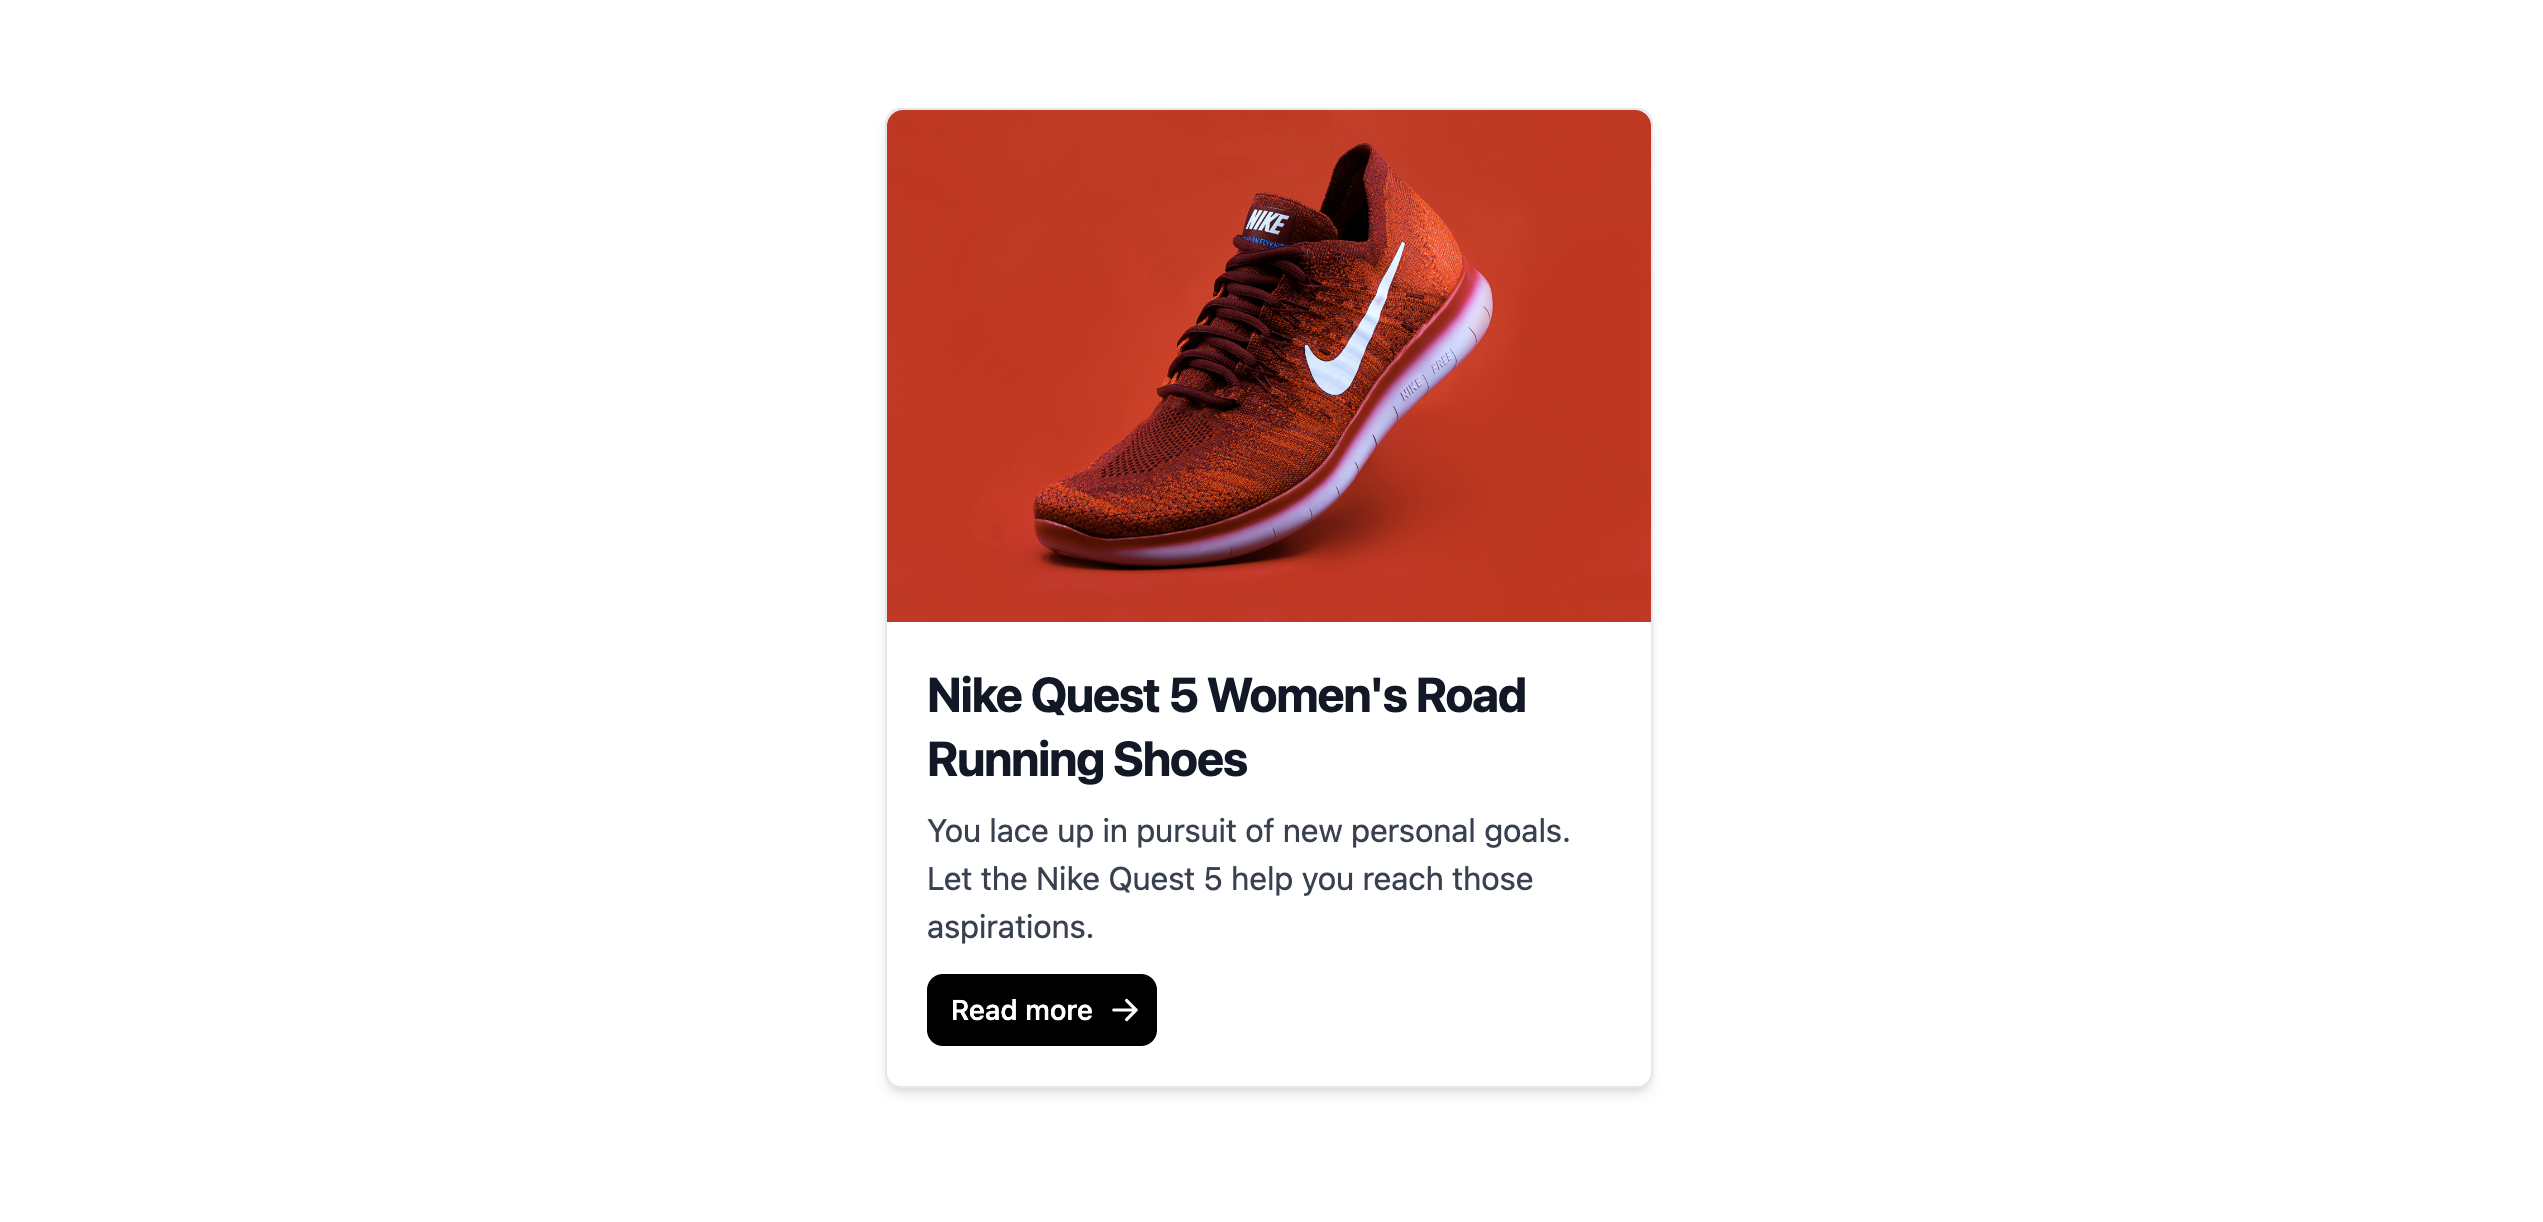 NIKE
NIKE FREE
Nike Quest 5 Women's Road
Running Shoes
You lace up in pursuit of new personal goals.
Let the Nike Quest 5 help you reach those
aspirations.
Read more